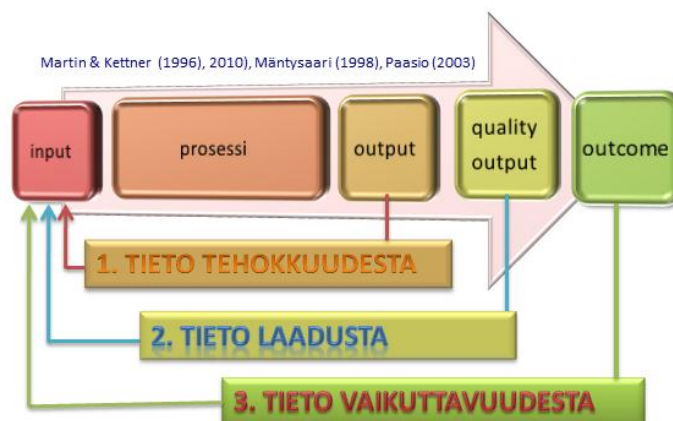 Martin & Kettner (1996), 2010), Mäntysaari (1998), Paasio (2003)
input
prosessi
output
quality
output
outcome
1. TIETO TEHOKKUUDESTA
2. TIETO LAADUSTA
3. TIETO VAIKUTTAVUUDESTA